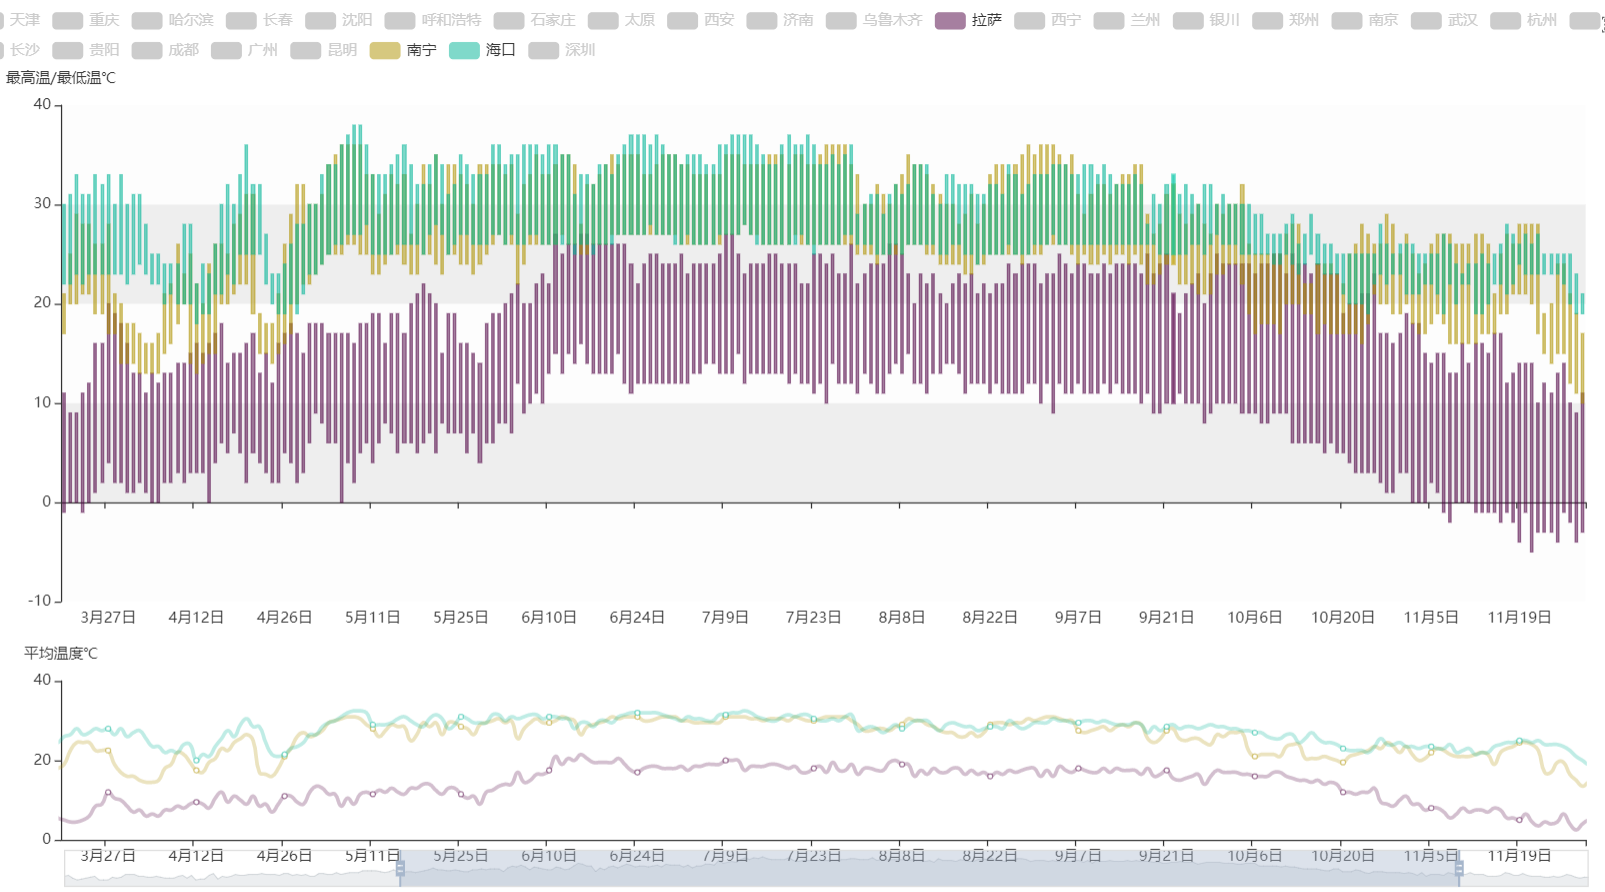 天津 重庆 哈尔滨 长春 沈阳 呼和浩特 石家庄 太原 西安 济南 乌鲁木齐 拉萨 西宁 兰州 银川 郑州 南京 武汉 杭州
长沙 贵阳 成都 广州 昆明 南宁 海口 深圳
最高温/最低温℃
40
30
20
10
0
-10
3月27日 4月12日 4月26日 5月11日 5月25日 6月10日 6月24日 7月9日 7月23日 8月8日 8月22日 9月7日 9月21日 10月6日 10月20日 11月5日 11月19日
平均温度℃
40
20
0
3月27日 4月12日 4月26日 5月11日 5月25日 6月10日 6月24日 7月9日 7月23日 8月8日 8月22日 9月7日 9月21日 10月6日 10月20日 11月5日 11月19日